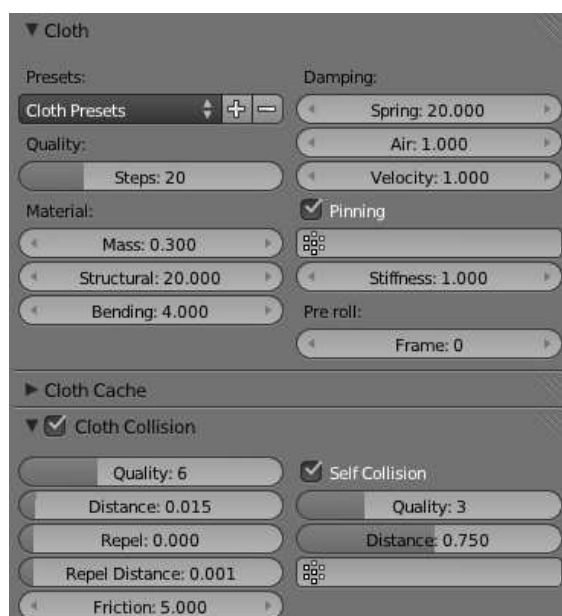 Cloth
Presets:
Cloth Presets
Quality:
Steps: 20
Material:
Mass: 0.300
Structural: 20.000
Bending: 4.000
Damping:
Spring: 20.000
Air: 1.000
Velocity: 1.000
Pinning
Stiffness: 1.000
Pre roll:
Frame: 0
Cloth Cache
Cloth Collision
Quality: 6
Distance: 0.015
Repel: 0.000
Repel Distance: 0.001
Friction: 5.000
Self Collision
Quality: 3
Distance: 0.750